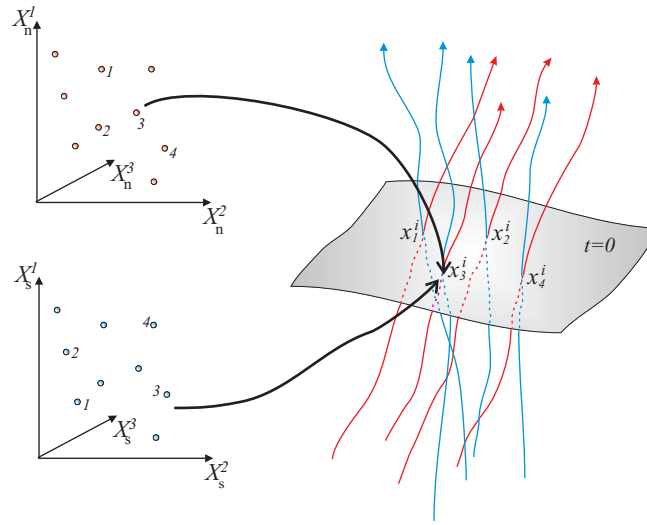 X_n^1
1
3
2
4
X_n^3
X_n^2
x_1^i
x_2^i
t=0
x_3^i
x_4^i
X_s^1
4
2
3
1
X_s^3
X_s^2